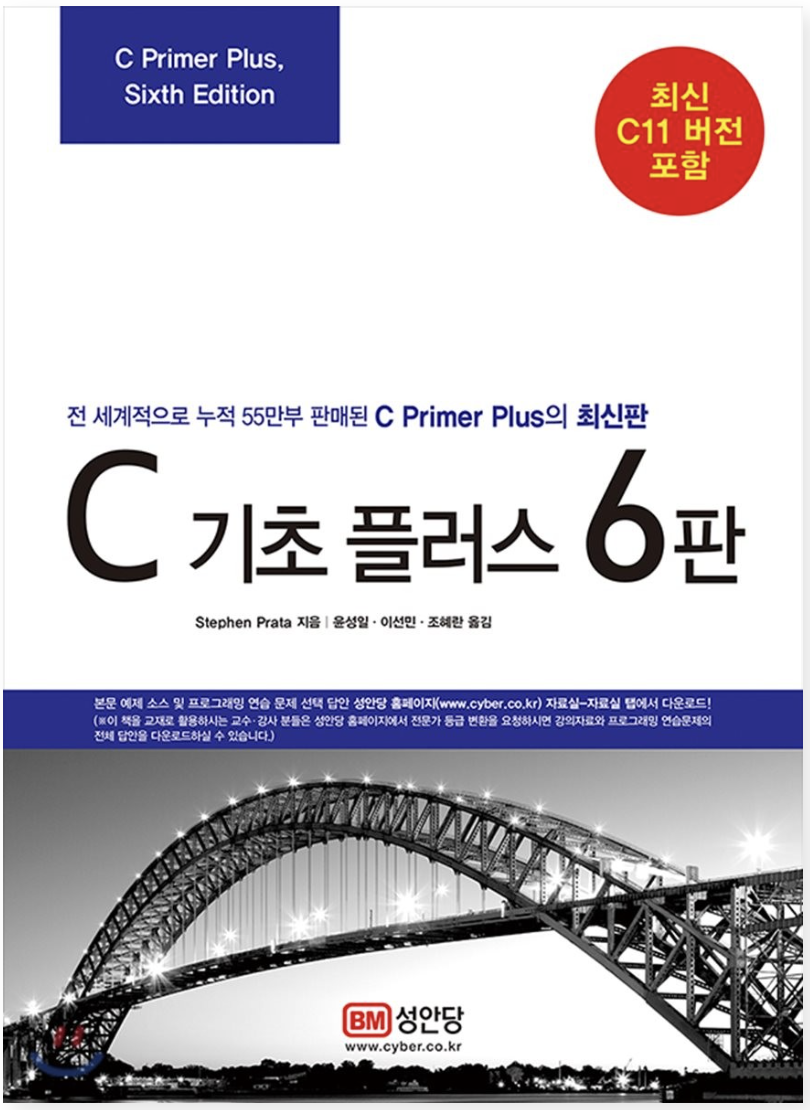 C Primer Plus,
Sixth Edition
최신
C11 버전
포함
전 세계적으로 누적 55만부 판매된 C Primer Plus의 최신판
C 기초 플러스 6판
Stephen Prata 지음 | 윤성일 · 이선민 · 조혜란 옮김
본문 예제 소스 및 프로그래밍 연습 문제 선택 답안 성안당 홈페이지(www.cyber.co.kr) 자료실-자료실 탭에서 다운로드!
(※이 책을 교재로 활용하시는 교수·강사 분들은 성안당 홈페이지에서 전문가 등급 변환을 요청하시면 강의자료와 프로그래밍 연습문제의
전체 답안을 다운로드하실 수 있습니다.)
BM 성안당
www.cyber.co.kr